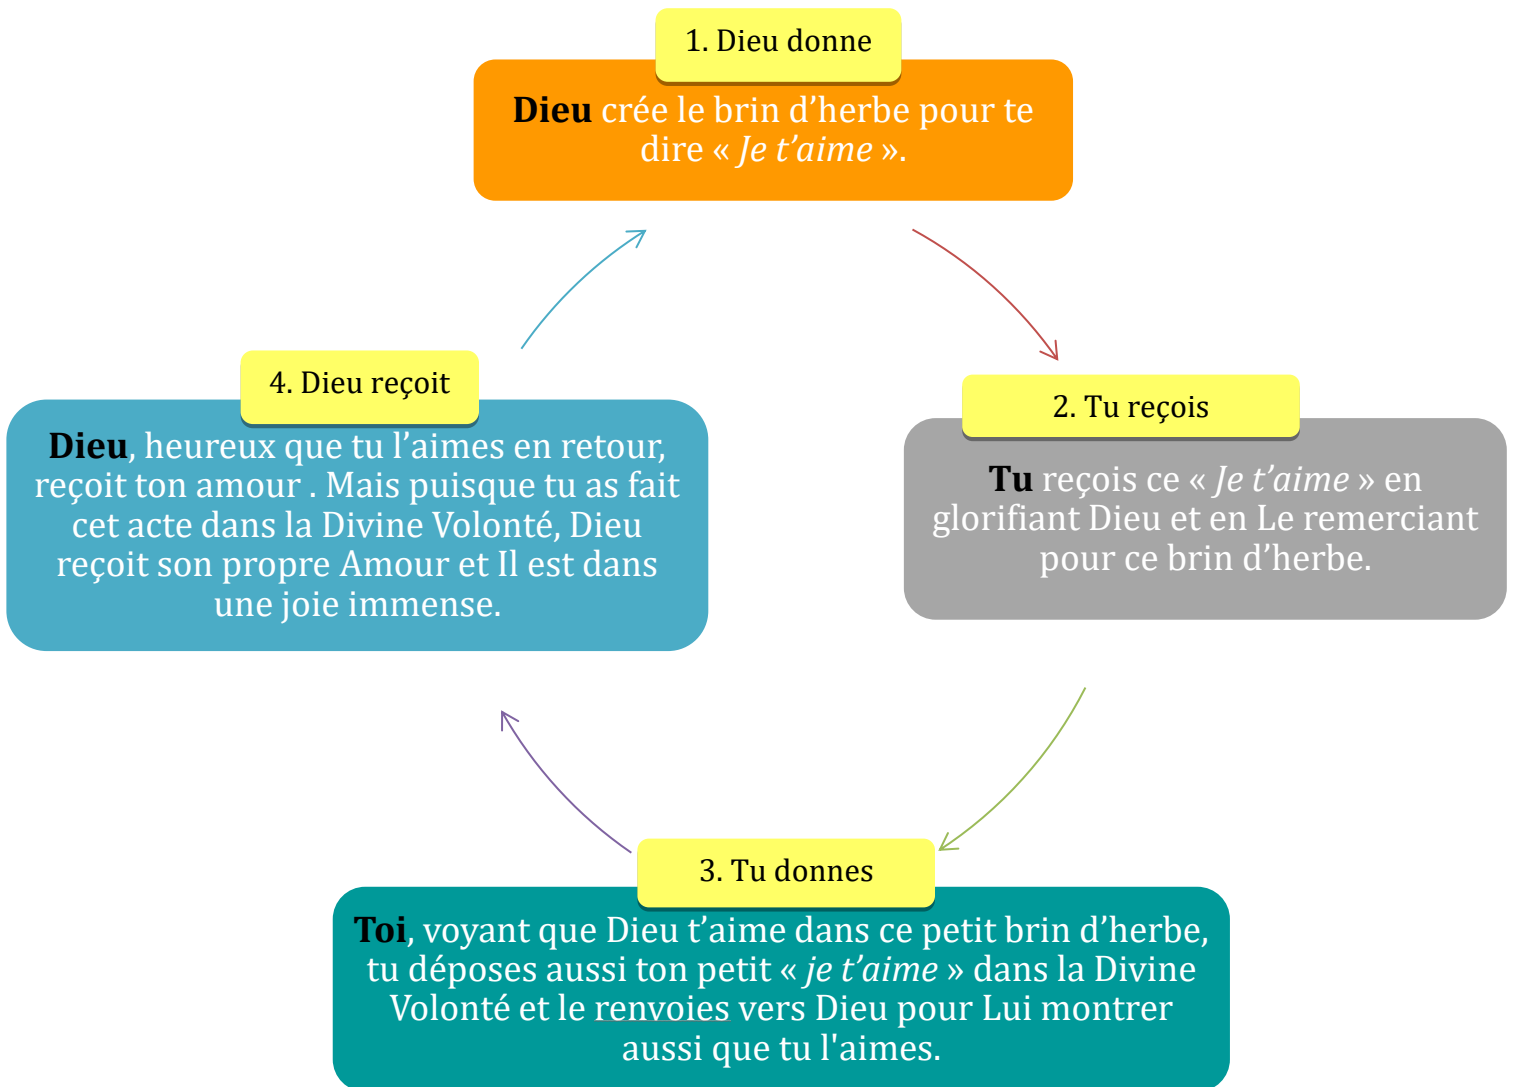 1. Dieu donne
Dieu crée le brin d’herbe pour te
dire « Je t’aime ».
2. Tu reçois
Tu reçois ce « Je t’aime » en
glorifiant Dieu et en Le remerciant
pour ce brin d’herbe.
3. Tu donnes
Toi, voyant que Dieu t’aime dans ce petit brin d’herbe,
tu déposes aussi ton petit « je t’aime » dans la Divine
Volonté et le renvoies vers Dieu pour Lui montrer
aussi que tu l'aimes.
4. Dieu reçoit
Dieu, heureux que tu l’aimes en retour,
reçoit ton amour . Mais puisque tu as fait
cet acte dans la Divine Volonté, Dieu
reçoit son propre Amour et Il est dans
une joie immense.